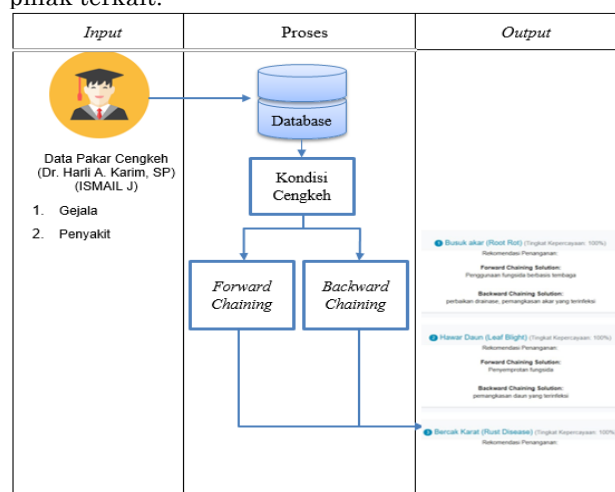 pihak terkait.
Input
Proses
Output
Data Pakar Cengkeh
(Dr. Harli A. Karim, SP)
(ISMAIL J)
1. Gejala
2. Penyakit
Database
Kondisi
Cengkeh
Forward
Chaining
Backward
Chaining
1 Busuk akar (Root Rot) (Tingkat Kepercayaan: 100%)
Rekomendasi Penanganan:
Forward Chaining Solution:
Penggunaan fungsida berbasis tembaga
Backward Chaining Solution:
perbaikan drainase, pemangkasan akar yang terinfeksi
2 Hawar Daun (Leaf Blight) (Tingkat Kepercayaan: 100%)
Rekomendasi Penanganan:
Forward Chaining Solution:
Penyemprotan fungsida
Backward Chaining Solution:
pemangkasan daun yang terinfeksi
Bercak Karat (Rust Disease) (Tingkat Kepercayaan: 100%
Rekomendasi Penanganan: